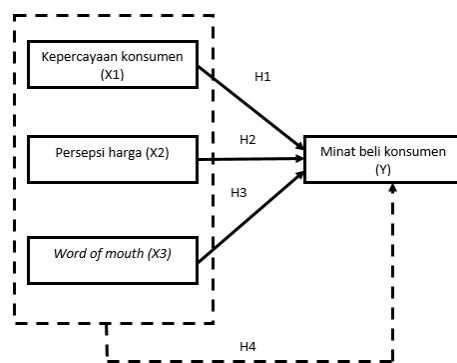 Kepercayaan konsumen
(X1)
H1
H2
Persepsi harga (X2)
Minat beli konsumen
(Y)
H3
Word of mouth (X3)
H4